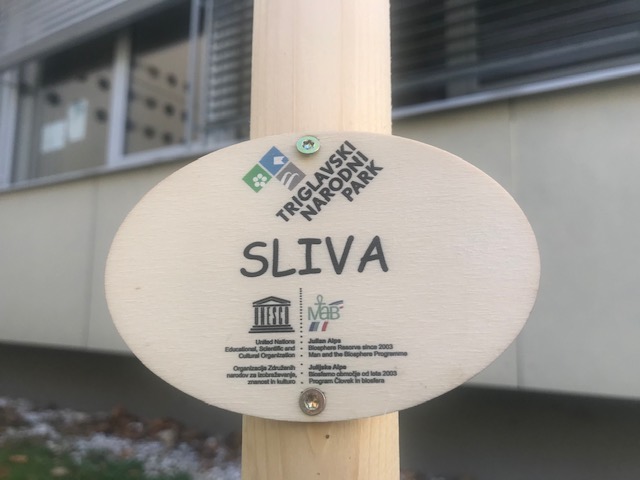 TRIGLAVSKI
NARODNI
PARK
SLIVA
UNESCO
MaB
United Nations
Educational, Scientific and
Cultural Organization
Julian Alps
Biosphere Reserve since 2003
Man and the Biosphere Programme
Organizacija Združenih
narodov za izobraževanje,
znanost in kulturo
Julijske Alpe
Biosferno območje od leta 2003
Program Človek in biosfera